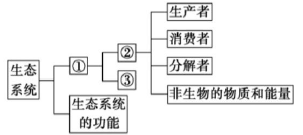 生产者
②
消费者
①
生态
系统
分解者
③
非生物的物质和能量
生态系统
的功能